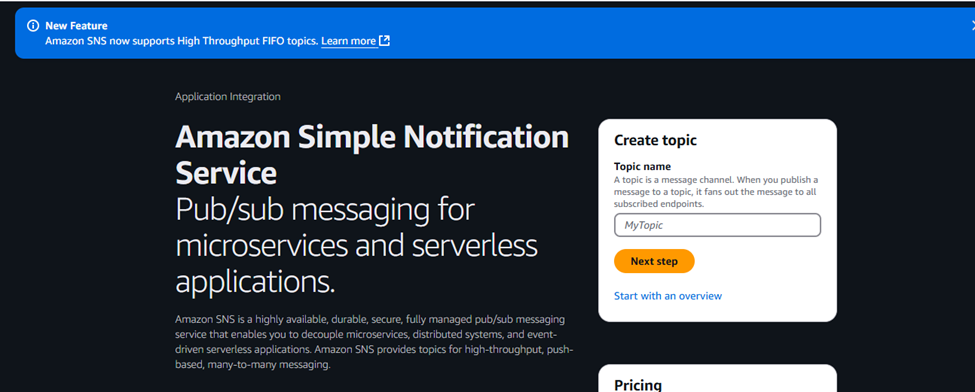 New Feature
Amazon SNS now supports High Throughput FIFO topics. Learn more
Application Integration
Amazon Simple Notification
Service
Pub/sub messaging for
microservices and serverless
applications.
Amazon SNS is a highly available, durable, secure, fully managed pub/sub messaging
service that enables you to decouple microservices, distributed systems, and event-
driven serverless applications. Amazon SNS provides topics for high-throughput, push-
based, many-to-many messaging.
Create topic
Topic name
A topic is a message channel. When you publish a
message to a topic, it fans out the message to all
subscribed endpoints.
MyTopic
Next step
Start with an overview
Pricing